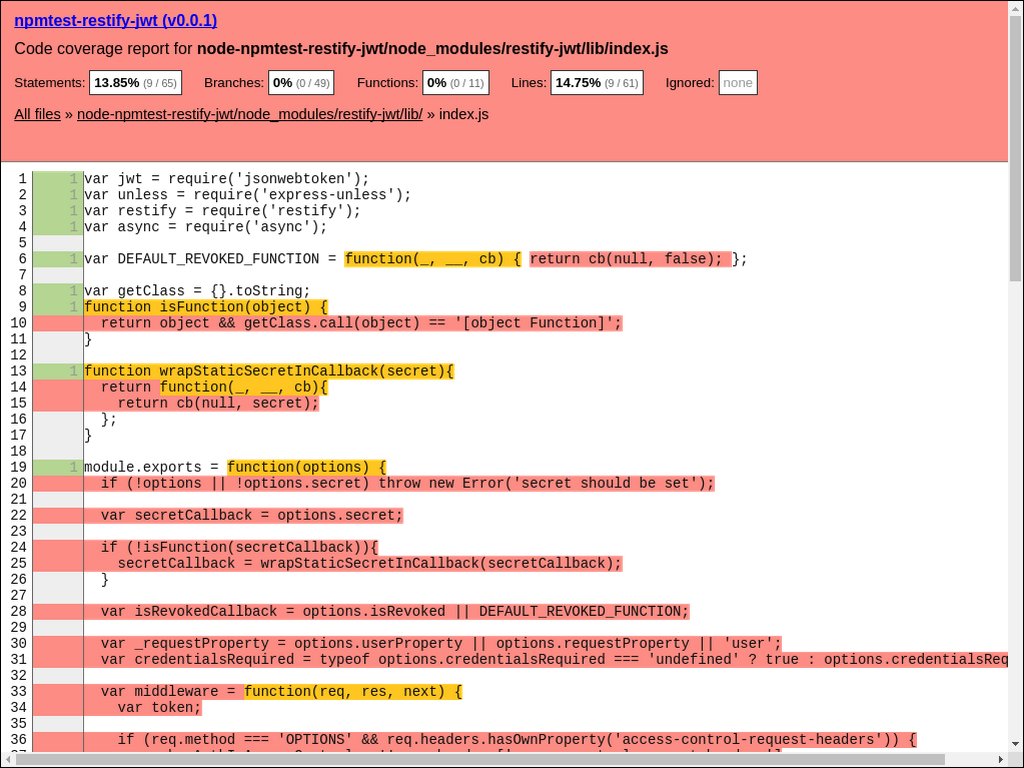 npmtest-restify-jwt (v0.0.1)
Code coverage report for node-npmtest-restify-jwt/node_modules/restify-jwt/lib/index.js
Statements: 13.85% (9 / 65) Branches: 0% (0 / 49) Functions: 0% (0 / 11) Lines: 14.75% (9 / 61) Ignored: none
All files » node-npmtest-restify-jwt/node_modules/restify-jwt/lib/ » index.js
1 1 var jwt = require('jsonwebtoken');
2 1 var unless = require('express-unless');
3 1 var restify = require('restify');
4 1 var async = require('async');
5
6 1 var DEFAULT_REVOKED_FUNCTION = function(_, __, cb) { return cb(null, false); };
7
8 1 var getClass = {}.toString;
9 1 function isFunction(object) {
10 return object && getClass.call(object) == '[object Function]';
11 }
12
13 1 function wrapStaticSecretInCallback(secret){
14 return function(_, __, cb){
15 return cb(null, secret);
16 };
17 }
18
19 1 module.exports = function(options) {
20 if (!options || !options.secret) throw new Error('secret should be set');
21
22 var secretCallback = options.secret;
23
24 if (!isFunction(secretCallback)){
25 secretCallback = wrapStaticSecretInCallback(secretCallback);
26 }
27
28 var isRevokedCallback = options.isRevoked || DEFAULT_REVOKED_FUNCTION;
29
30 var _requestProperty = options.userProperty || options.requestProperty || 'user';
31 var credentialsRequired = typeof options.credentialsRequired === 'undefined' ? true : options.credentialsReq
32
33 var middleware = function(req, res, next) {
34 var token;
35
36 if (req.method === 'OPTIONS' && req.headers.hasOwnProperty('access-control-request-headers')) {